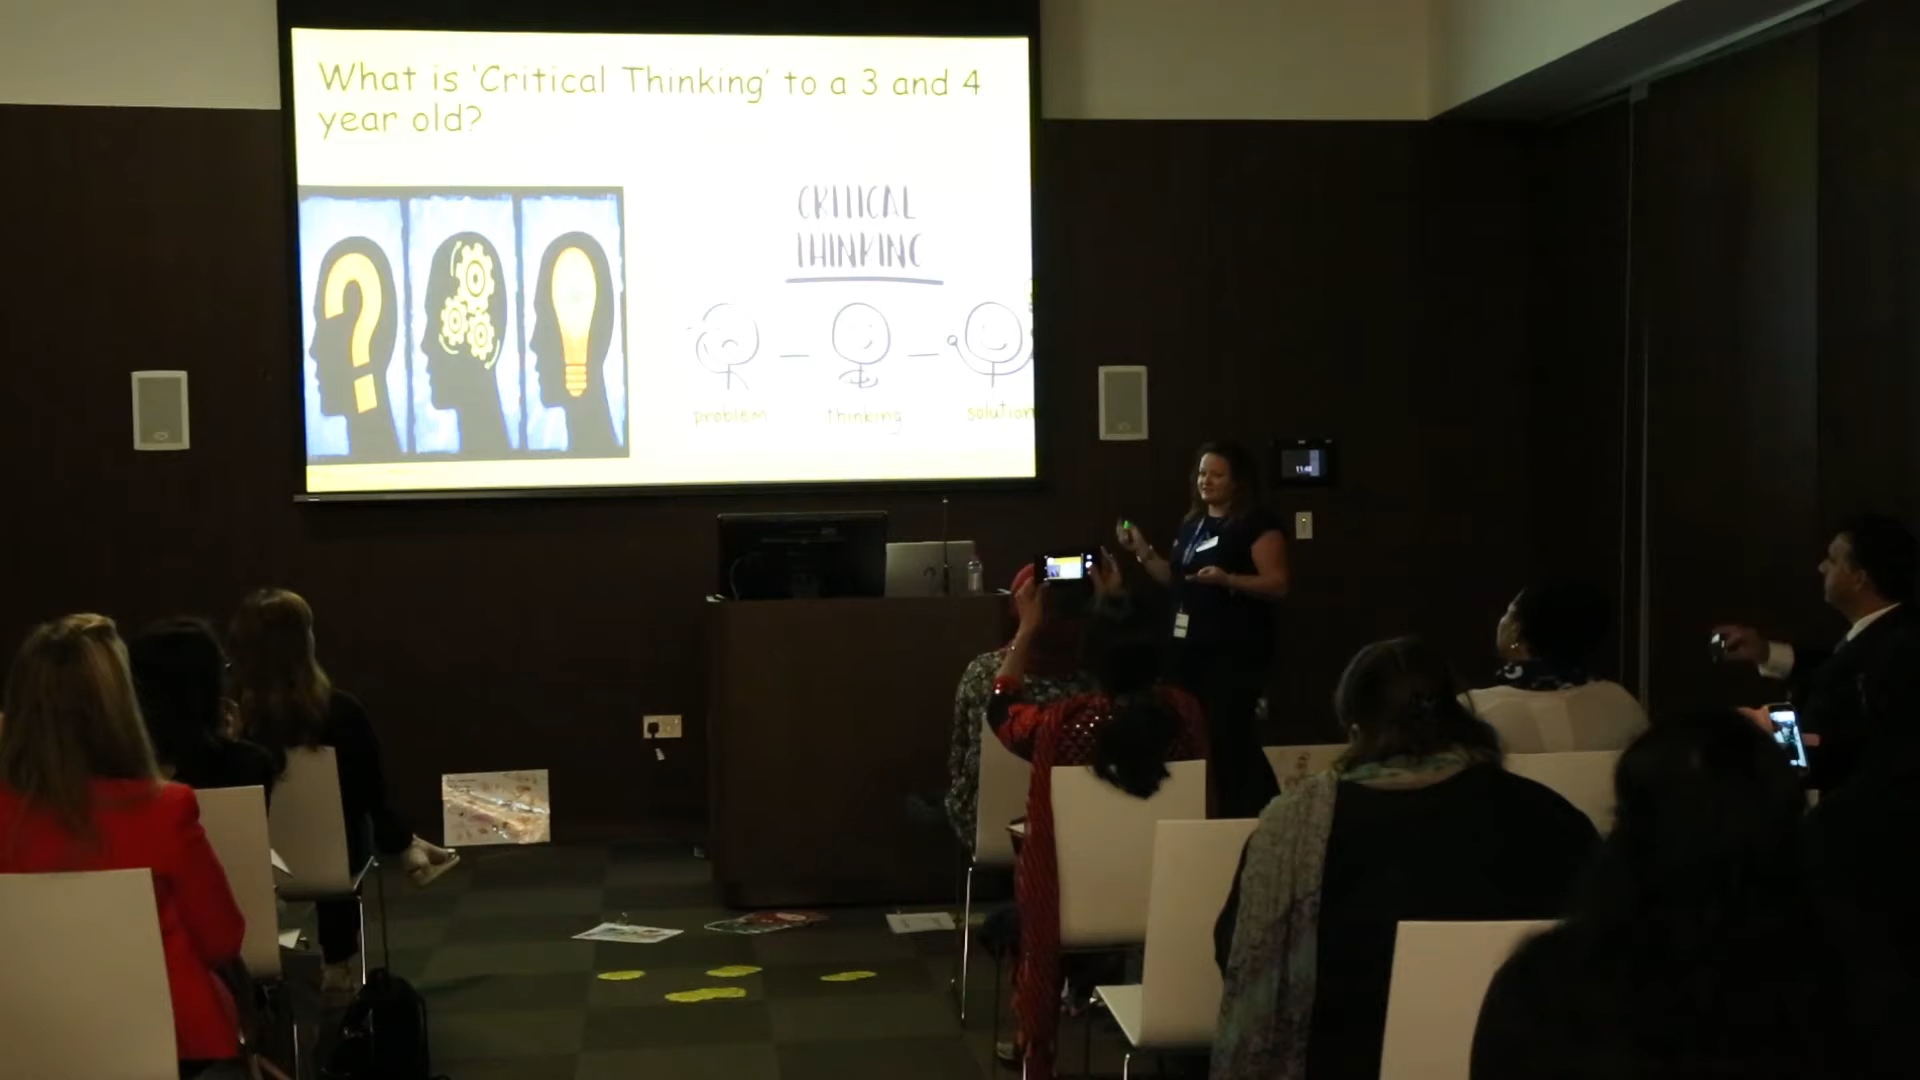 What is 'Critical Thinking' to a 3 and 4
year old?
CRITICAL
THINKING
problem
thinking
solution